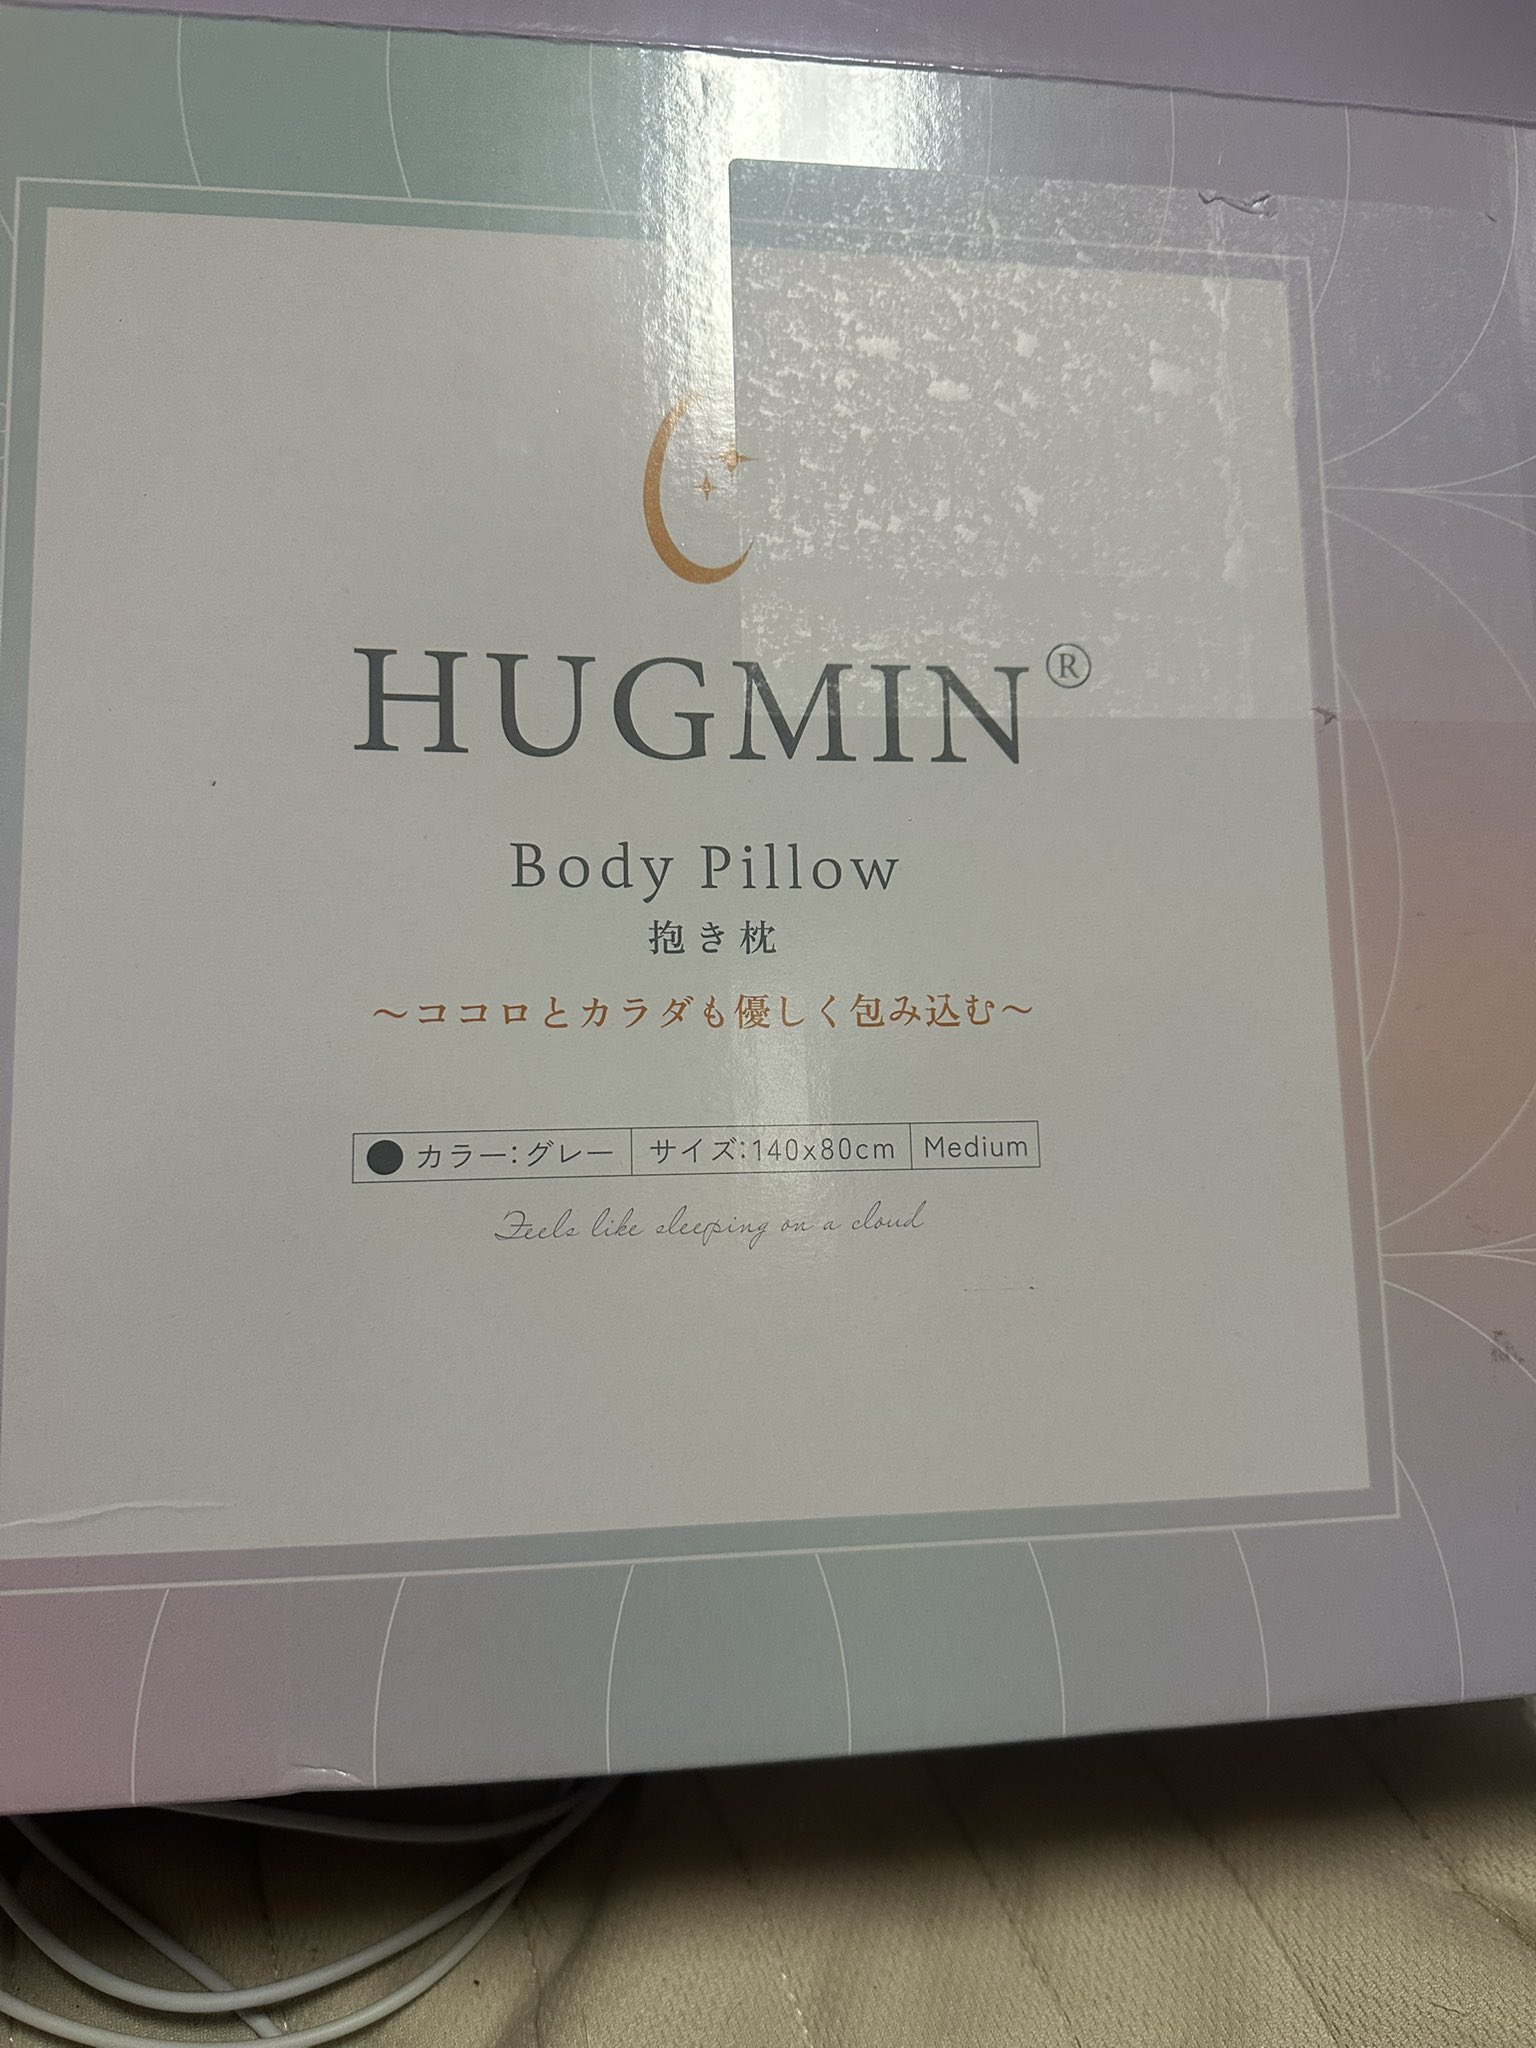 HUGMIN®
Body Pillow
抱き枕
〜ココロとカラダも優しく包み込む〜
カラー：グレー サイズ：140x80cm Medium
Feels like sleeping on a cloud